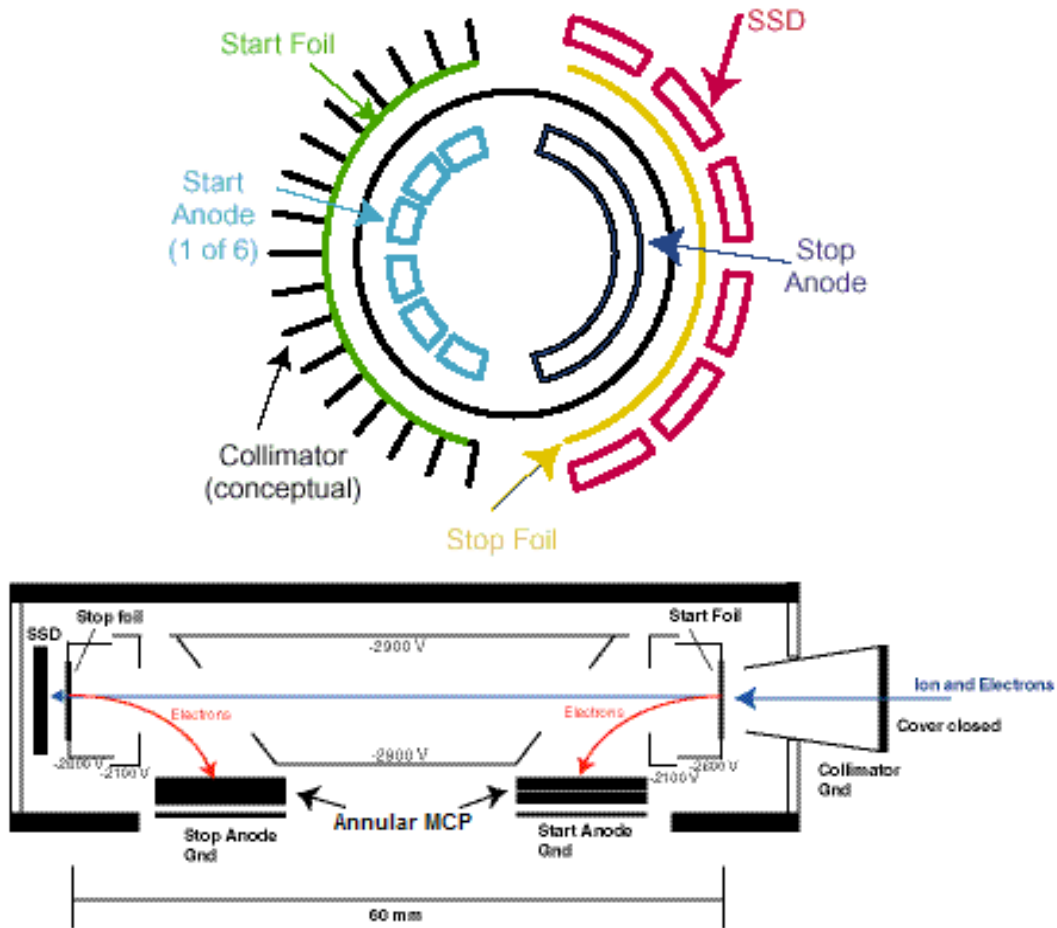 SSD
Start Foil
Start
Anode
(1 of 6)
Stop
Anode
Collimator
(conceptual)
Stop Foil
Stop foil
Start Foil
SSD
-2900 V
Ion and Electrons
Electrons
Electrons
Cover closed
-2900 V
-2100 V
-2100 V
Collimator
Gnd
Annular MCP
Stop Anode
Gnd
Start Anode
Gnd
60 mm